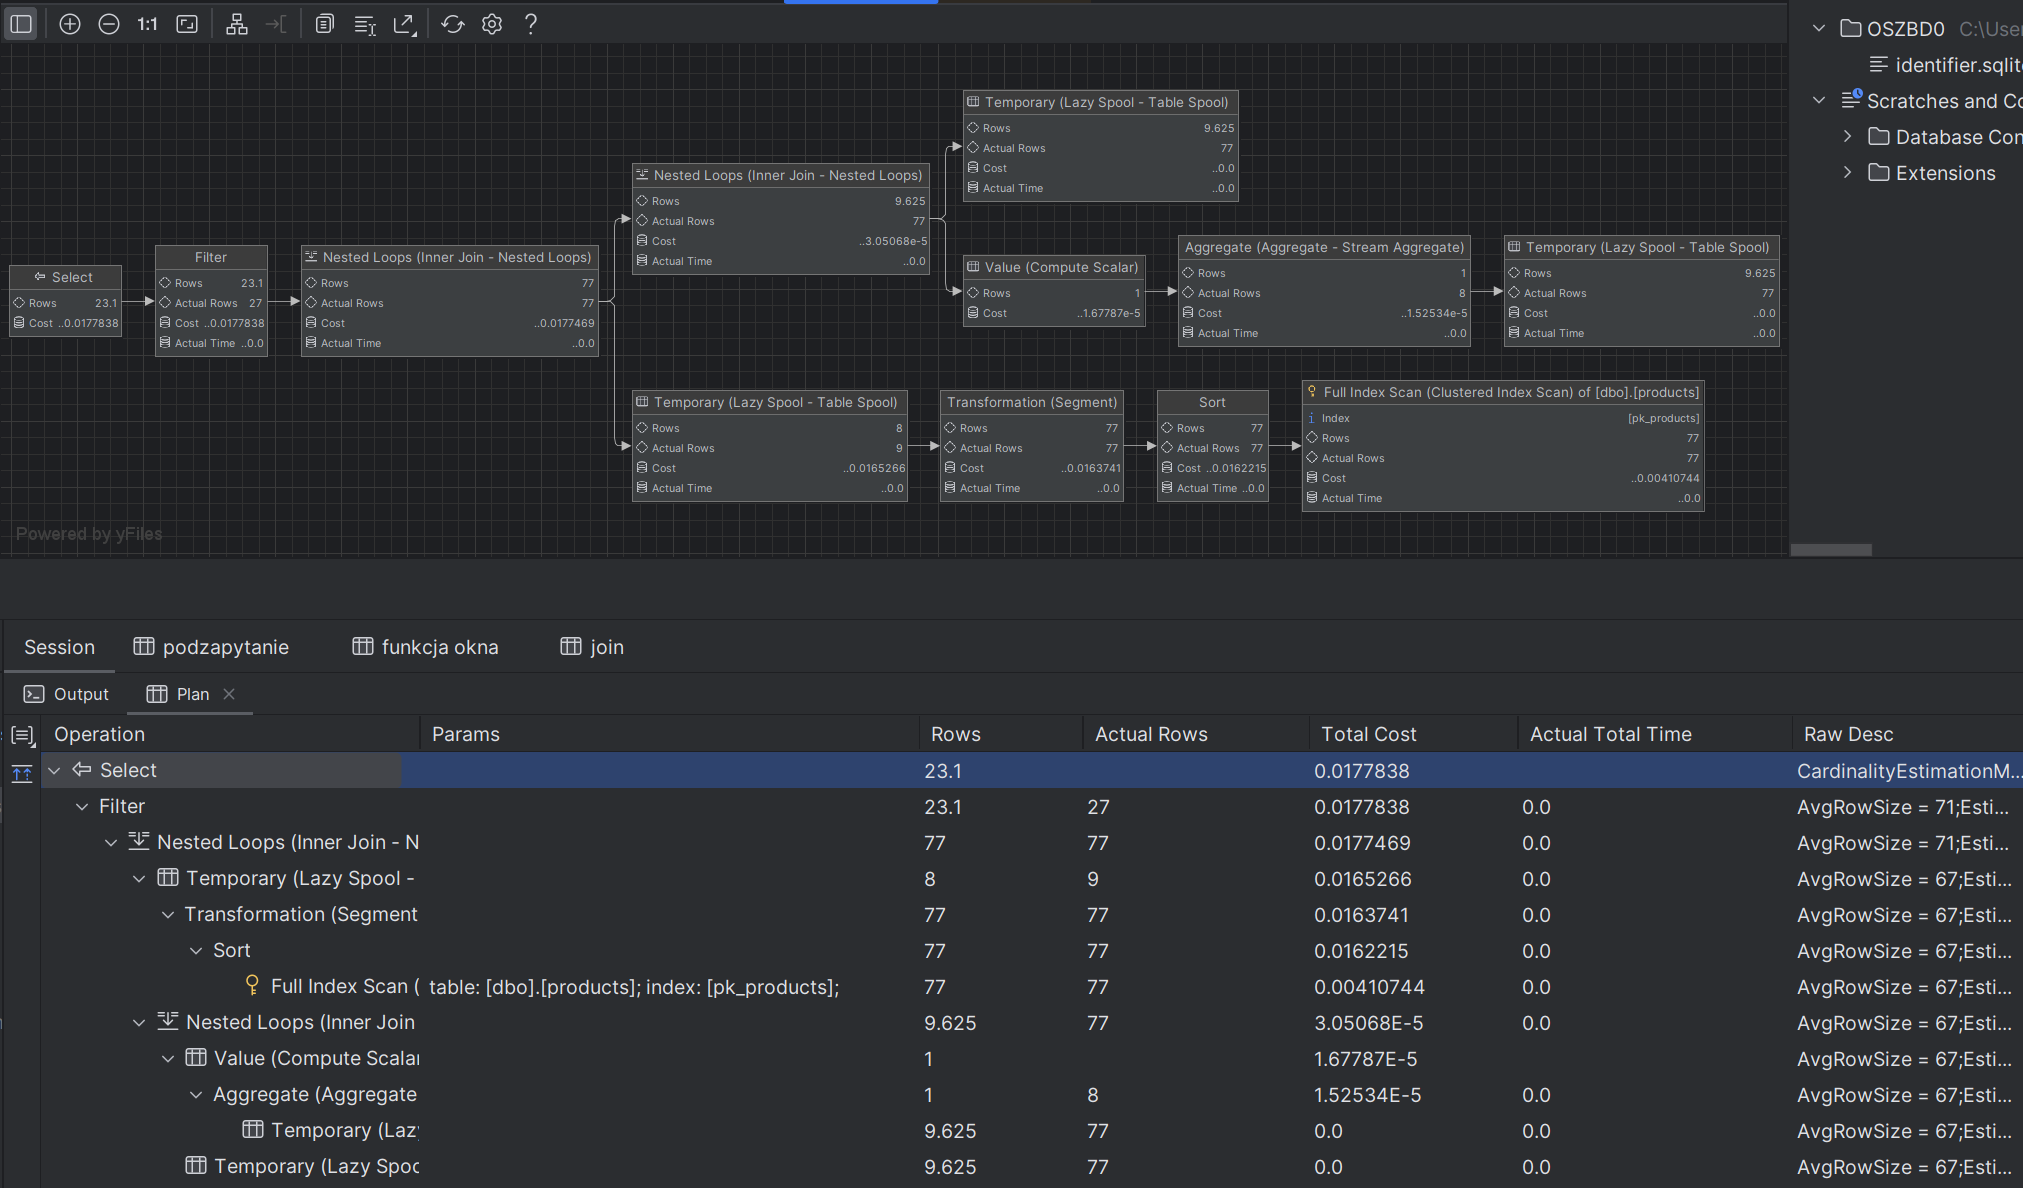 1:1
OSZBD0 C:\User
identifier.sqlit
Scratches and Co
Database Con
Extensions
Temporary (Lazy Spool - Table Spool)
Rows 9.625
Actual Rows 77
Cost ..0.0
Actual Time ..0.0
Nested Loops (Inner Join - Nested Loops)
Rows 9.625
Actual Rows 77
Cost ..3.05068e-5
Actual Time ..0.0
Select
Rows 23.1
Cost ..0.0177838
Filter
Rows 23.1
Actual Rows 27
Cost ..0.0177838
Actual Time ..0.0
Nested Loops (Inner Join - Nested Loops)
Rows 77
Actual Rows 77
Cost ..0.0177469
Actual Time ..0.0
Value (Compute Scalar)
Rows 1
Cost ..1.67787e-5
Aggregate (Aggregate - Stream Aggregate)
Rows 1
Actual Rows 8
Cost ..1.52534e-5
Actual Time ..0.0
Temporary (Lazy Spool - Table Spool)
Rows 9.625
Actual Rows 77
Cost ..0.0
Actual Time ..0.0
Temporary (Lazy Spool - Table Spool)
Rows 8
Actual Rows 9
Cost ..0.0165266
Actual Time ..0.0
Transformation (Segment)
Rows 77
Actual Rows 77
Cost ..0.0163741
Actual Time ..0.0
Sort
Rows 77
Actual Rows 77
Cost ..0.0162215
Actual Time ..0.0
Full Index Scan (Clustered Index Scan) of [dbo].[products]
Index [pk_products]
Rows 77
Actual Rows 77
Cost ..0.00410744
Actual Time ..0.0
Powered by yFiles
Session podzapytanie funkcja okna join
Output Plan
Operation Params Rows Actual Rows Total Cost Actual Total Time Raw Desc
Select 23.1 0.0177838 CardinalityEstimationM...
Filter 23.1 27 0.0177838 0.0 AvgRowSize = 71;Esti...
Nested Loops (Inner Join - N 77 77 0.0177469 0.0 AvgRowSize = 71;Esti...
Temporary (Lazy Spool - 8 9 0.0165266 0.0 AvgRowSize = 67;Esti...
Transformation (Segment 77 77 0.0163741 0.0 AvgRowSize = 67;Esti...
Sort 77 77 0.0162215 0.0 AvgRowSize = 67;Esti...
Full Index Scan ( table: [dbo].[products]; index: [pk_products]; 77 77 0.00410744 0.0 AvgRowSize = 67;Esti...
Nested Loops (Inner Join 9.625 77 3.05068E-5 0.0 AvgRowSize = 67;Esti...
Value (Compute Scalar 1 1.67787E-5 AvgRowSize = 67;Esti...
Aggregate (Aggregate 1 8 1.52534E-5 0.0 AvgRowSize = 67;Esti...
Temporary (Lazy 9.625 77 0.0 0.0 AvgRowSize = 67;Esti...
Temporary (Lazy Spoo 9.625 77 0.0 0.0 AvgRowSize = 67;Esti...